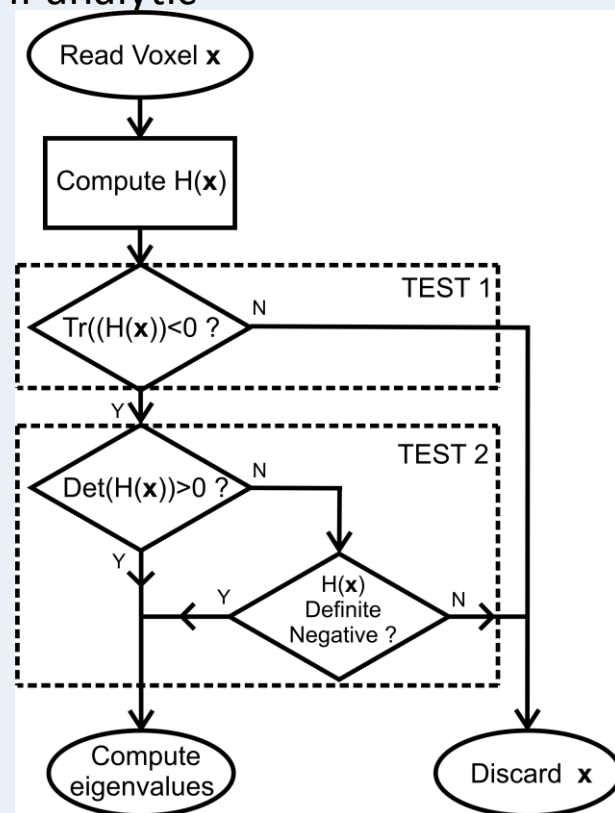 Read Voxel x
Compute H(x)
TEST 1
Tr((H(x))<0 ?
N
Y
TEST 2
Det(H(x))>0 ?
N
Y
H(x)
Definite
Negative ?
Y
N
Compute
eigenvalues
Discard x